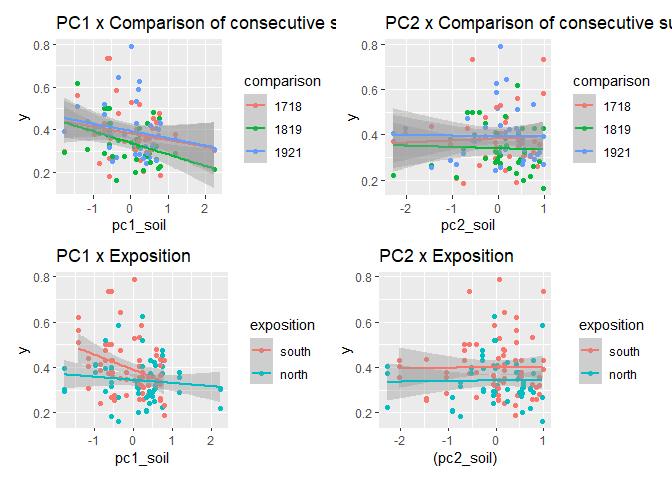 PC1 x Comparison of consecutive s
0.8
0.6
0.4
0.2
y
-1
0
1
2
pc1_soil
comparison
1718
1819
1921
PC2 x Comparison of consecutive su
0.8
0.6
0.4
0.2
y
-2
-1
0
1
pc2_soil
comparison
1718
1819
1921
PC1 x Exposition
0.8
0.6
0.4
0.2
y
-1
0
1
2
pc1_soil
exposition
south
north
PC2 x Exposition
0.8
0.6
0.4
0.2
y
-2
-1
0
1
(pc2_soil)
exposition
south
north